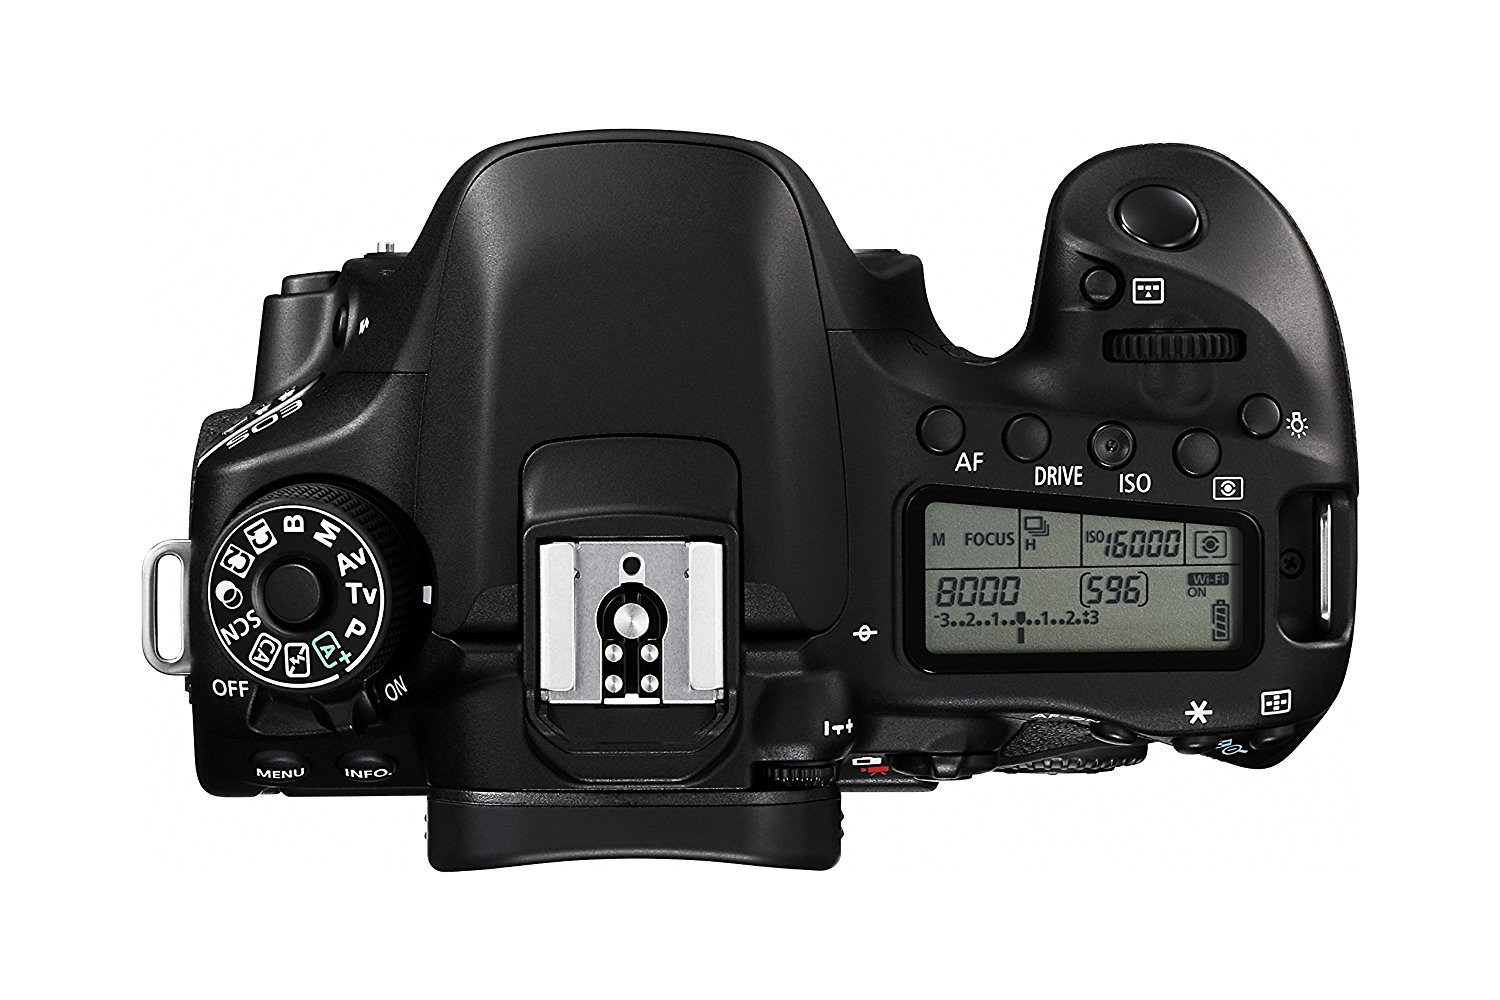 EOS
AF
DRIVE
ISO
M FOCUS H ISO 16000
8000 [596] Wi-Fi
ON
-3..2..1..0..1..2.:3
B
M
Av
Tv
P
A+
CA
SCN
OFF
ON
MENU
INFO.